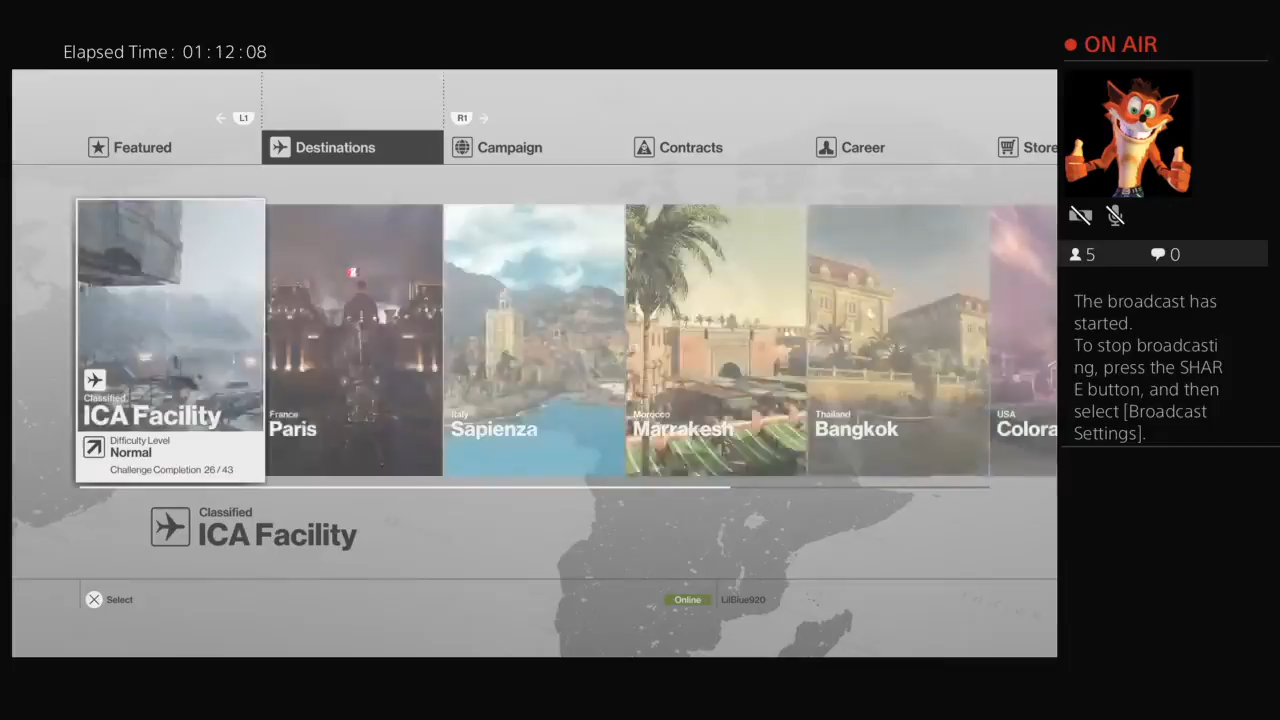 Elapsed Time: 01:12:08
ON AIR
L1
R1
Featured
Destinations
Campaign
Contracts
Career
Store
5
0
The broadcast has
started.
To stop broadcasti
ng, press the SHAR
E button, and then
select [Broadcast
Settings].
Classified
ICA Facility
Difficulty Level
Normal
Challenge Completion 26 / 43
France
Paris
Italy
Sapienza
Morocco
Marrakesh
Thailand
Bangkok
USA
Colora
Classified
ICA Facility
Select
Online
LilBlue920